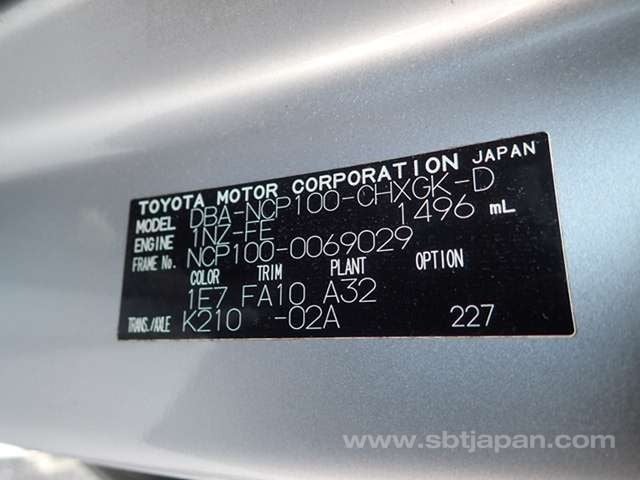 TOYOTA MOTOR CORPORATION JAPAN
MODEL DBA-NCP100-CHXGK-D
ENGINE 1NZ-FE 1496 mL
FRAME No. NCP100-0069029
COLOR TRIM PLANT OPTION
1E7 FA10 A32
TRANS./AXLE K210 -02A 227
www.sbtjapan.com